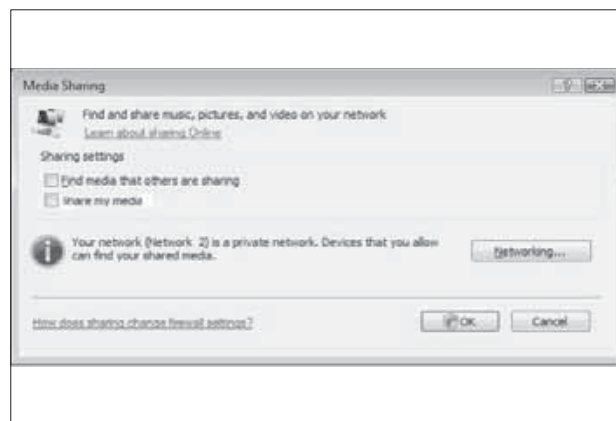 Media Sharing
Find and share music, pictures, and video on your network
Learn about sharing Online
Sharing settings
Find media that others are sharing
Share my media
Your network (Network 2) is a private network. Devices that you allow
can find your shared media.
Networking...
How does sharing change firewall settings?
OK
Cancel